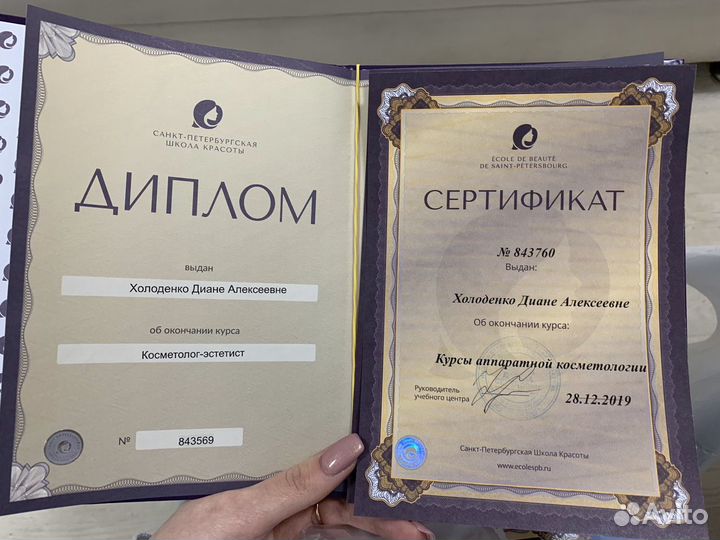 САНКТ-ПЕТЕРБУРГСКАЯ
ШКОЛА КРАСОТЫ
ДИПЛОМ
выдан
Холоденко Диане Алексеевне
об окончании курса
Косметолог-эстетист
№ 843569
ÉCOLE DE BEAUTÉ
DE SAINT-PÉTERSBOURG
СЕРТИФИКАТ
№ 843760
Выдан:
Холоденко Диане Алексеевне
Об окончании курса:
Курсы аппаратной косметологии
Руководитель
учебного центра
28.12.2019
Санкт-Петербургская Школа Красоты
www.ecolespb.ru
Avito